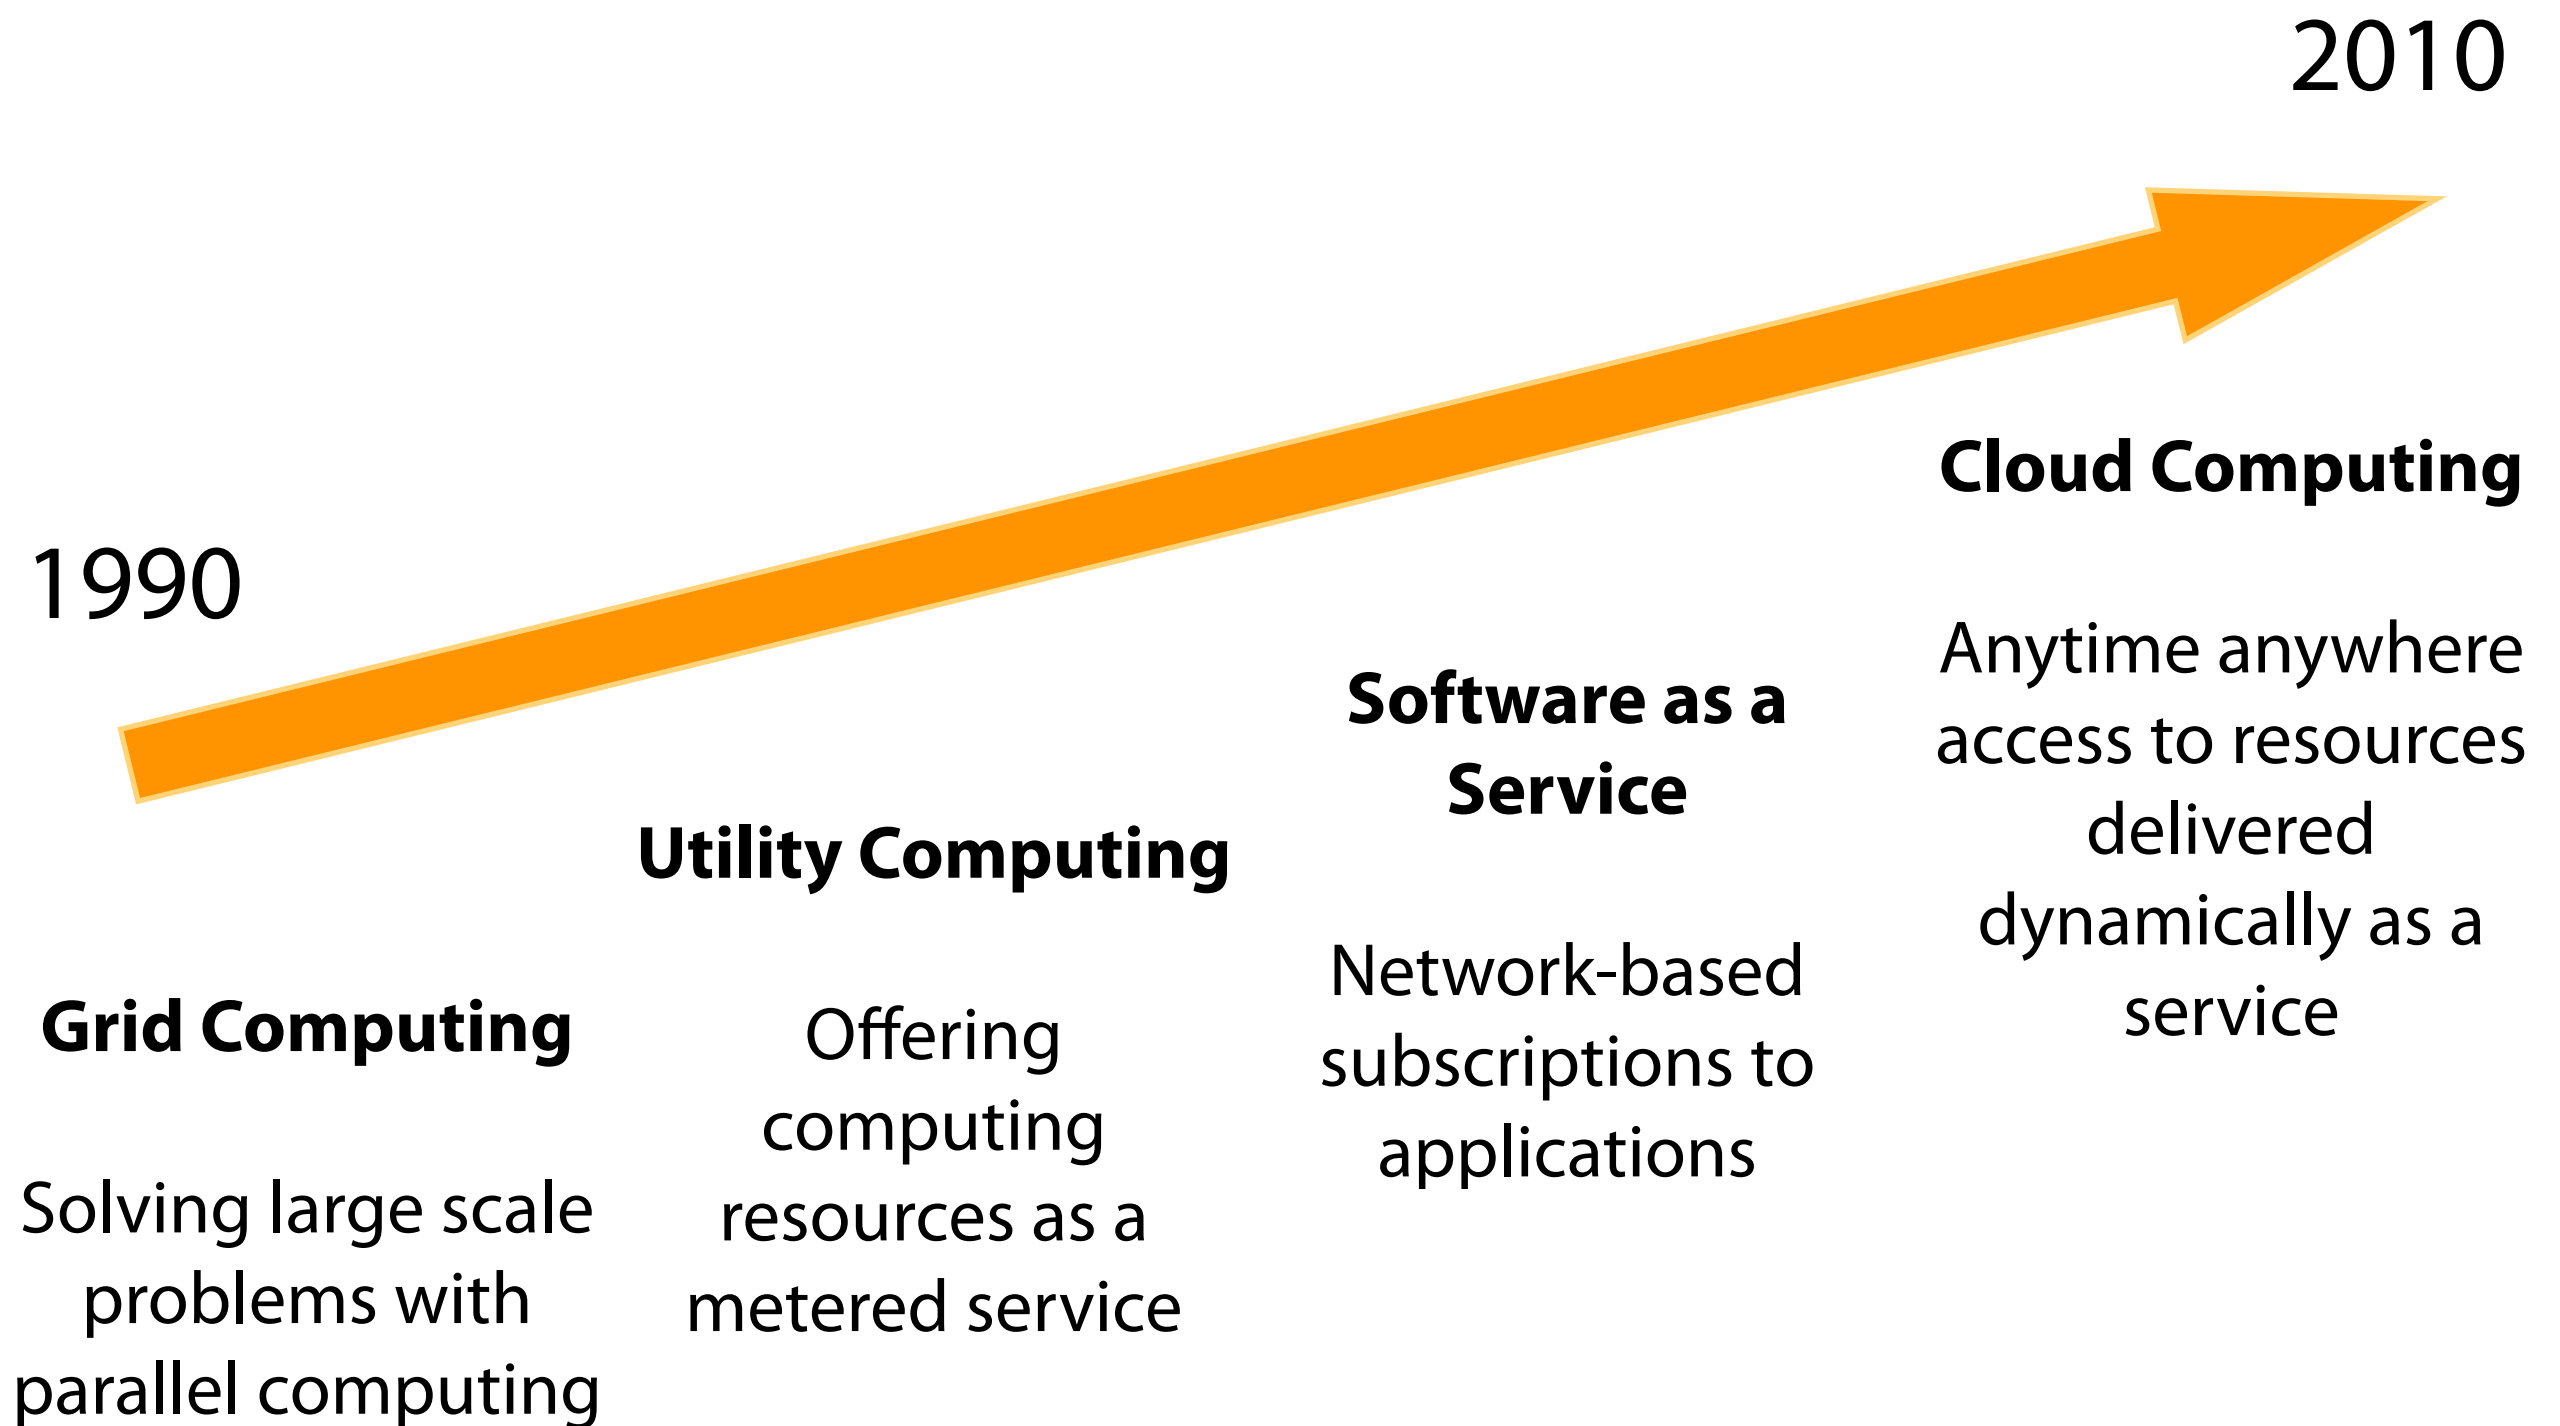 2010
1990
Grid Computing
Solving large scale
problems with
parallel computing
Utility Computing
Offering
computing
resources as a
metered service
Software as a
Service
Network-based
subscriptions to
applications
Cloud Computing
Anytime anywhere
access to resources
delivered
dynamically as a
service